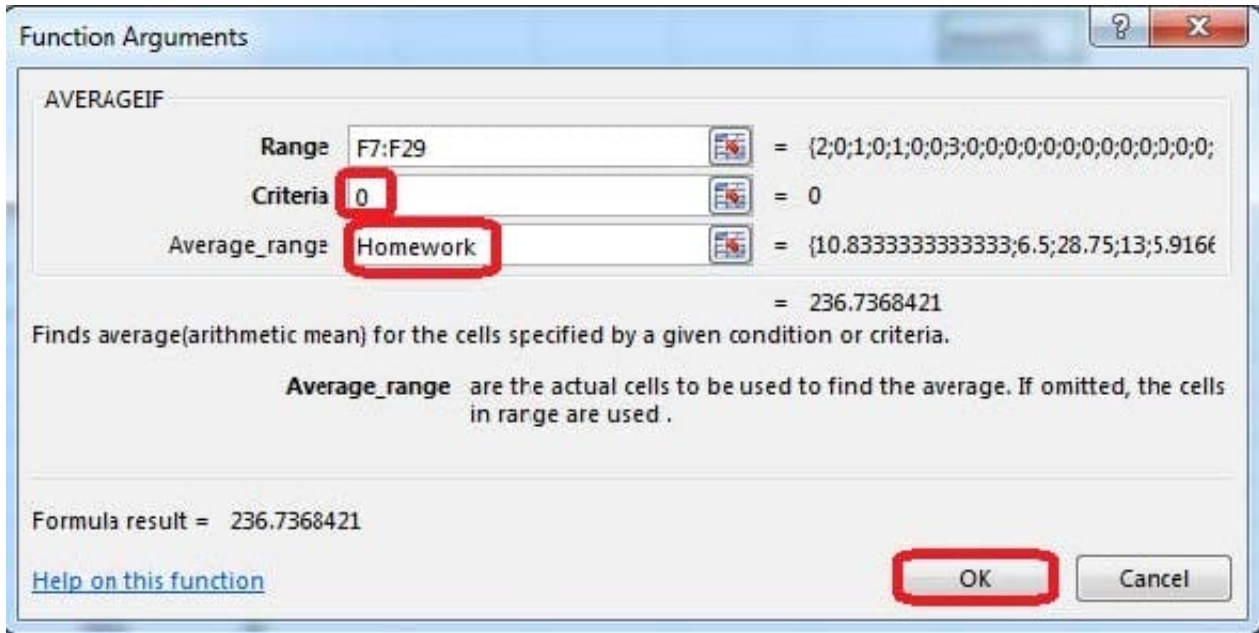 Function Arguments
AVERAGEIF
Range F7:F29 = {2;0;1;0;1;0;0;3;0;0;0;0;0;0;0;0;0;0;0;0;0;
Criteria 0 = 0
Average_range Homework = {10.8333333333333;6.5;28.75;13;5.9166
= 236.7368421
Finds average(arithmetic mean) for the cells specified by a given condition or criteria.
Average_range are the actual cells to be used to find the average. If omitted, the cells
in range are used .
Formula result = 236.7368421
Help on this function
OK Cancel